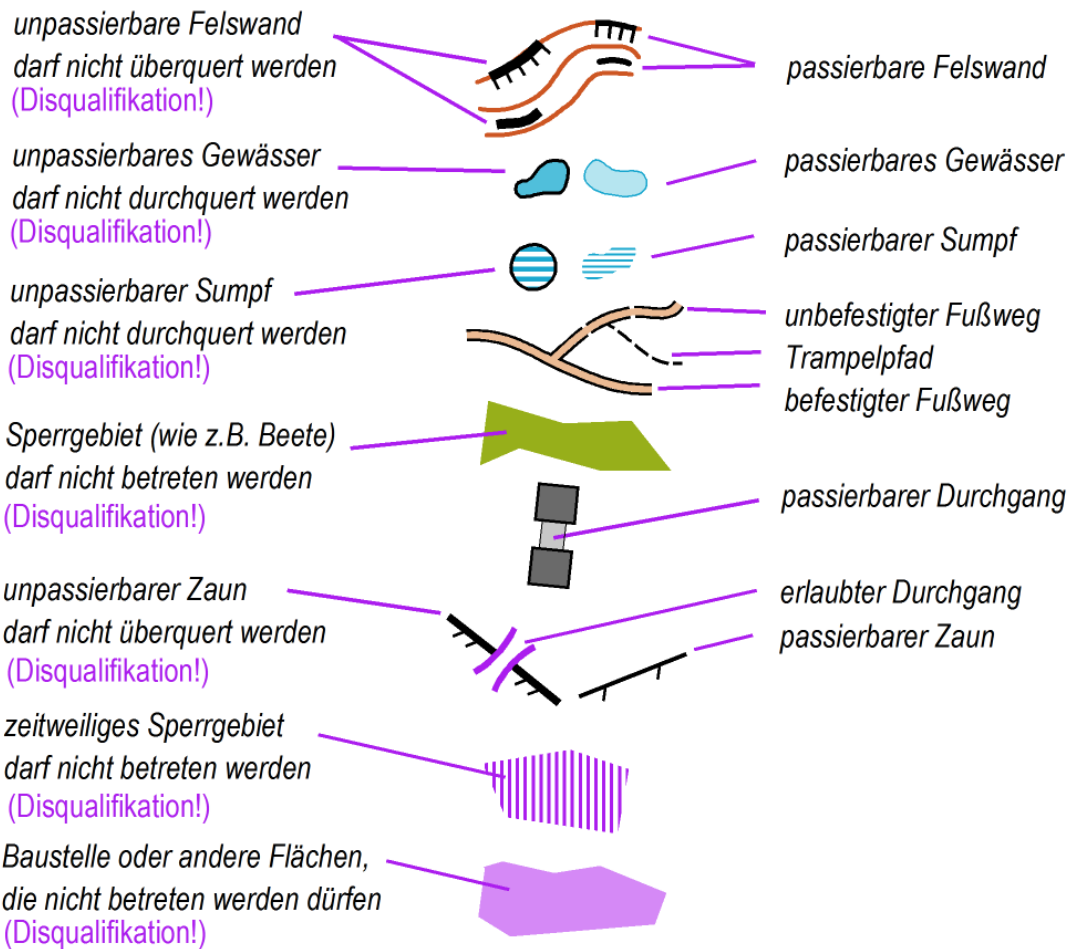 unpassierbare Felswand
darf nicht überquert werden
(Disqualifikation!)
passierbare Felswand
unpassierbares Gewässer
darf nicht durchquert werden
(Disqualifikation!)
passierbares Gewässer
unpassierbarer Sumpf
darf nicht durchquert werden
(Disqualifikation!)
passierbarer Sumpf
unbefestigter Fußweg
Trampelpfad
befestigter Fußweg
Sperrgebiet (wie z.B. Beete)
darf nicht betreten werden
(Disqualifikation!)
passierbarer Durchgang
unpassierbarer Zaun
darf nicht überquert werden
(Disqualifikation!)
erlaubter Durchgang
passierbarer Zaun
zeitweiliges Sperrgebiet
darf nicht betreten werden
(Disqualifikation!)
Baustelle oder andere Flächen,
die nicht betreten werden dürfen
(Disqualifikation!)